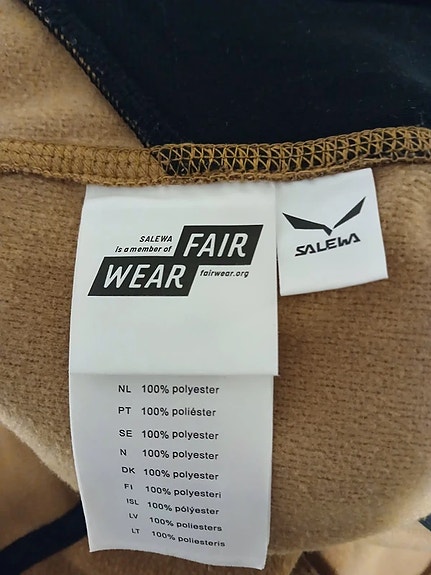 SALEWA
is a member of
FAIR
WEAR
fairwear.org
SALEWA
NL 100% polyester
PT 100% poliéster
SE 100% polyester
N 100% polyester
DK 100% polyester
FI 100% polyesteri
ISL 100% pólýester
LV 100% poliesters
LT 100% poliesteris